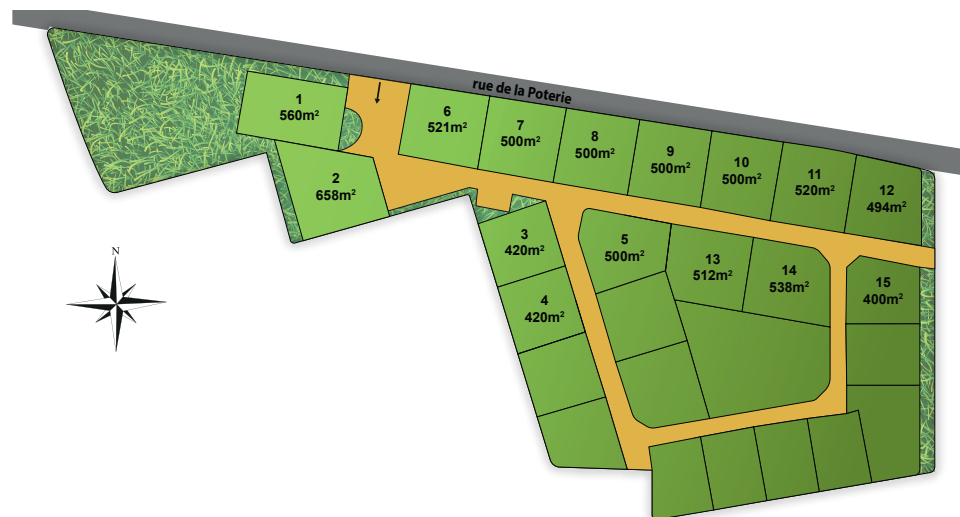 rue de la Poterie
1
560m²
2
658m²
6
521m²
7
500m²
8
500m²
9
500m²
10
500m²
11
520m²
12
494m²
3
420m²
4
420m²
5
500m²
13
512m²
14
538m²
15
400m²
N